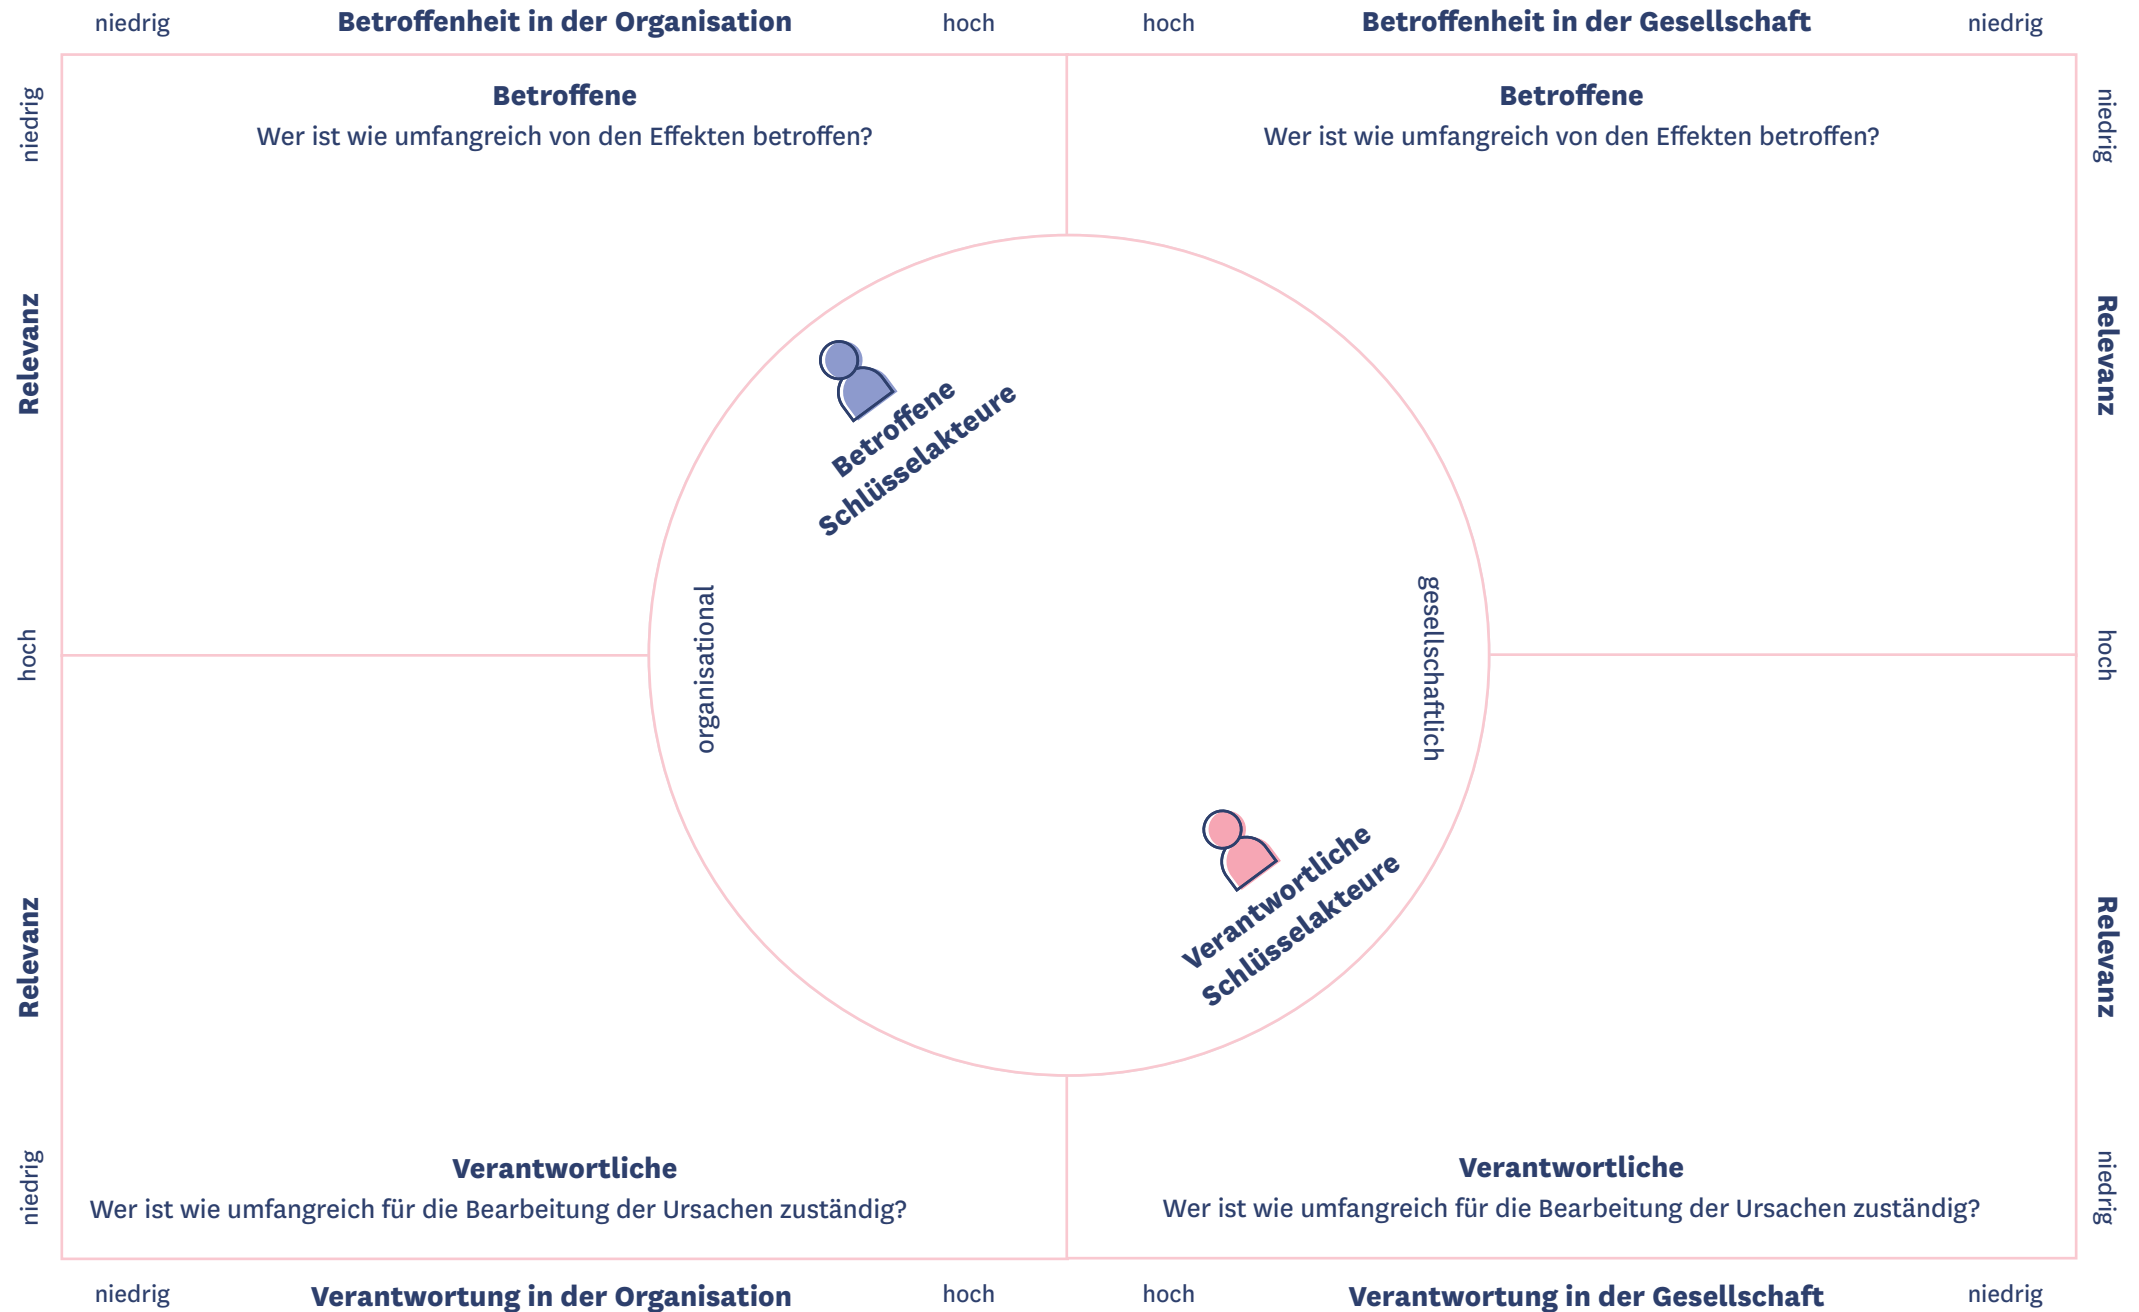 niedrig Betroffenheit in der Organisation hoch hoch Betroffenheit in der Gesellschaft niedrig
niedrig
Relevanz
hoch
Relevanz
niedrig
Betroffene
Wer ist wie umfangreich von den Effekten betroffen?
Betroffene
Wer ist wie umfangreich von den Effekten betroffen?
Betroffene
Schlüsselakteure
organisational
gesellschaftlich
Verantwortliche
Schlüsselakteure
Verantwortliche
Wer ist wie umfangreich für die Bearbeitung der Ursachen zuständig?
Verantwortliche
Wer ist wie umfangreich für die Bearbeitung der Ursachen zuständig?
niedrig
Relevanz
hoch
Relevanz
niedrig
niedrig Verantwortung in der Organisation hoch hoch Verantwortung in der Gesellschaft niedrig